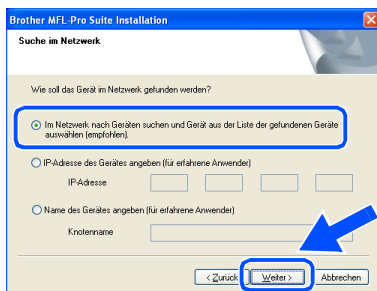 Brother MFL-Pro Suite Installation
Suche im Netzwerk
Wie soll das Gerät im Netzwerk gefunden werden?
Im Netzwerk nach Geräten suchen und Gerät aus der Liste der gefundenen Geräte
auswählen (empfohlen).
IP-Adresse des Gerätes angeben (für erfahrene Anwender)
IP-Adresse
Name des Gerätes angeben (für erfahrene Anwender)
Knotenname
< Zurück Weiter > Abbrechen